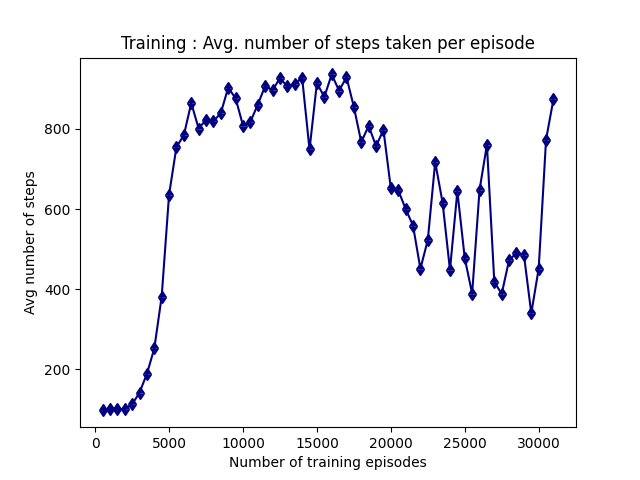 Training : Avg. number of steps taken per episode
Avg number of steps
800
600
400
200
0 5000 10000 15000 20000 25000 30000
Number of training episodes